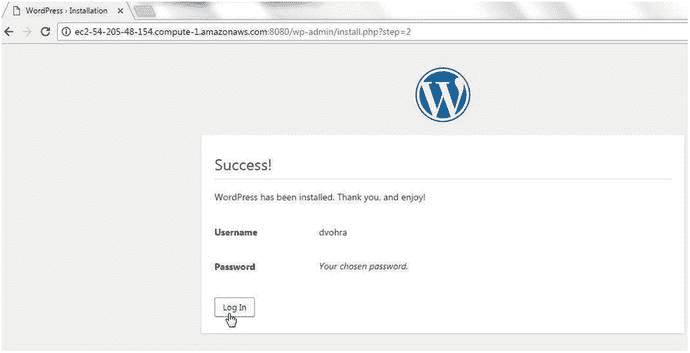 WordPress › Installation
ec2-54-205-48-154.compute-1.amazonaws.com:8080/wp-admin/install.php?step=2
W
Success!
WordPress has been installed. Thank you, and enjoy!
Username dvohra
Password Your chosen password.
Log In